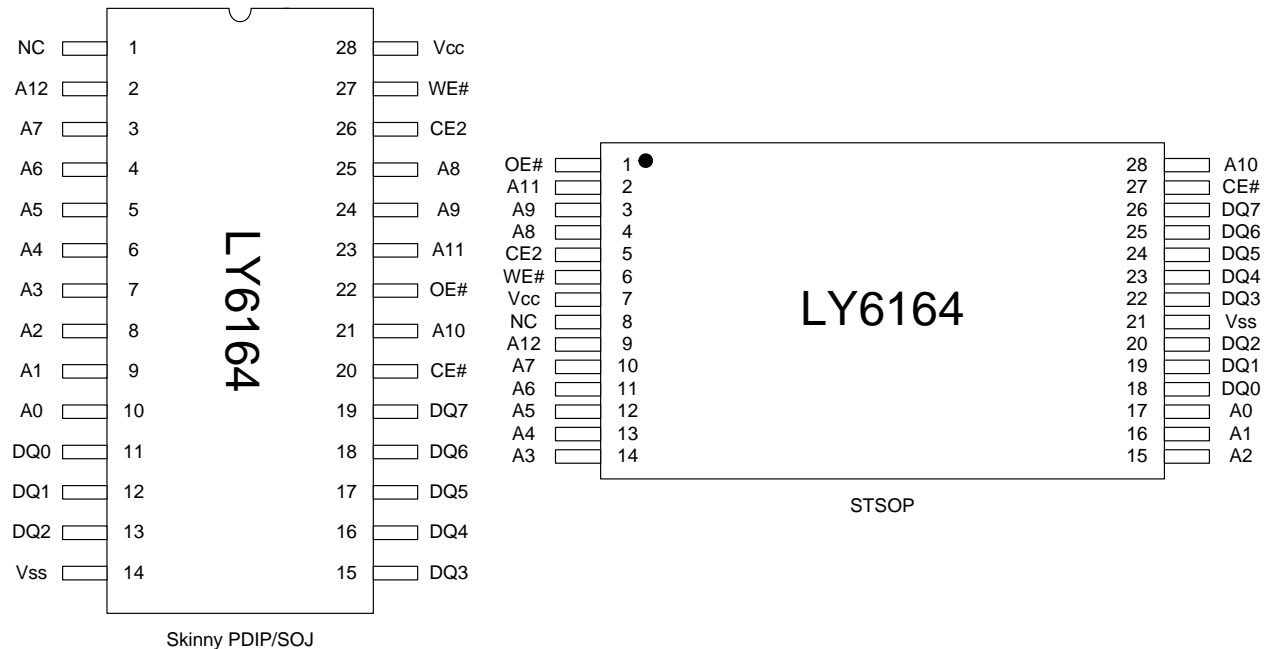 NC 1 28 Vcc
A12 2 27 WE#
A7 3 26 CE2
A6 4 25 A8
A5 5 24 A9
A4 6 23 A11
A3 7 22 OE#
A2 8 21 A10
A1 9 20 CE#
A0 10 19 DQ7
DQ0 11 18 DQ6
DQ1 12 17 DQ5
DQ2 13 16 DQ4
Vss 14 15 DQ3
LY6164
Skinny PDIP/SOJ
OE# 1 28 A10
A11 2 27 CE#
A9 3 26 DQ7
A8 4 25 DQ6
CE2 5 24 DQ5
WE# 6 23 DQ4
Vcc 7 22 DQ3
NC 8 21 Vss
A12 9 20 DQ2
A7 10 19 DQ1
A6 11 18 DQ0
A5 12 17 A0
A4 13 16 A1
A3 14 15 A2
LY6164
STSOP